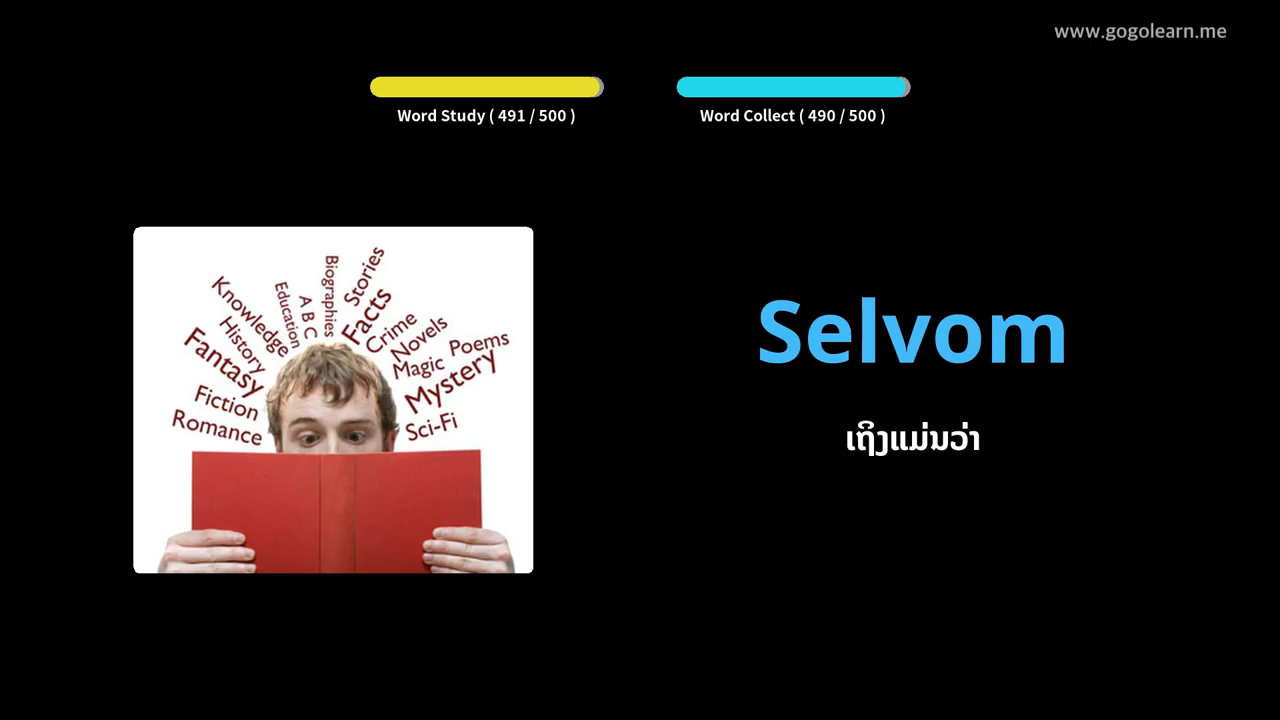 www.gogolearn.me
Word Study ( 491 / 500 )
Word Collect ( 490 / 500 )
Selvom
ເຖິງແມ່ນວ່າ
Stories
Biographies
Facts
A B C
Education
Knowledge
History
Crime
Novels
Poems
Magic
Mystery
Fantasy
Fiction
Sci-Fi
Romance